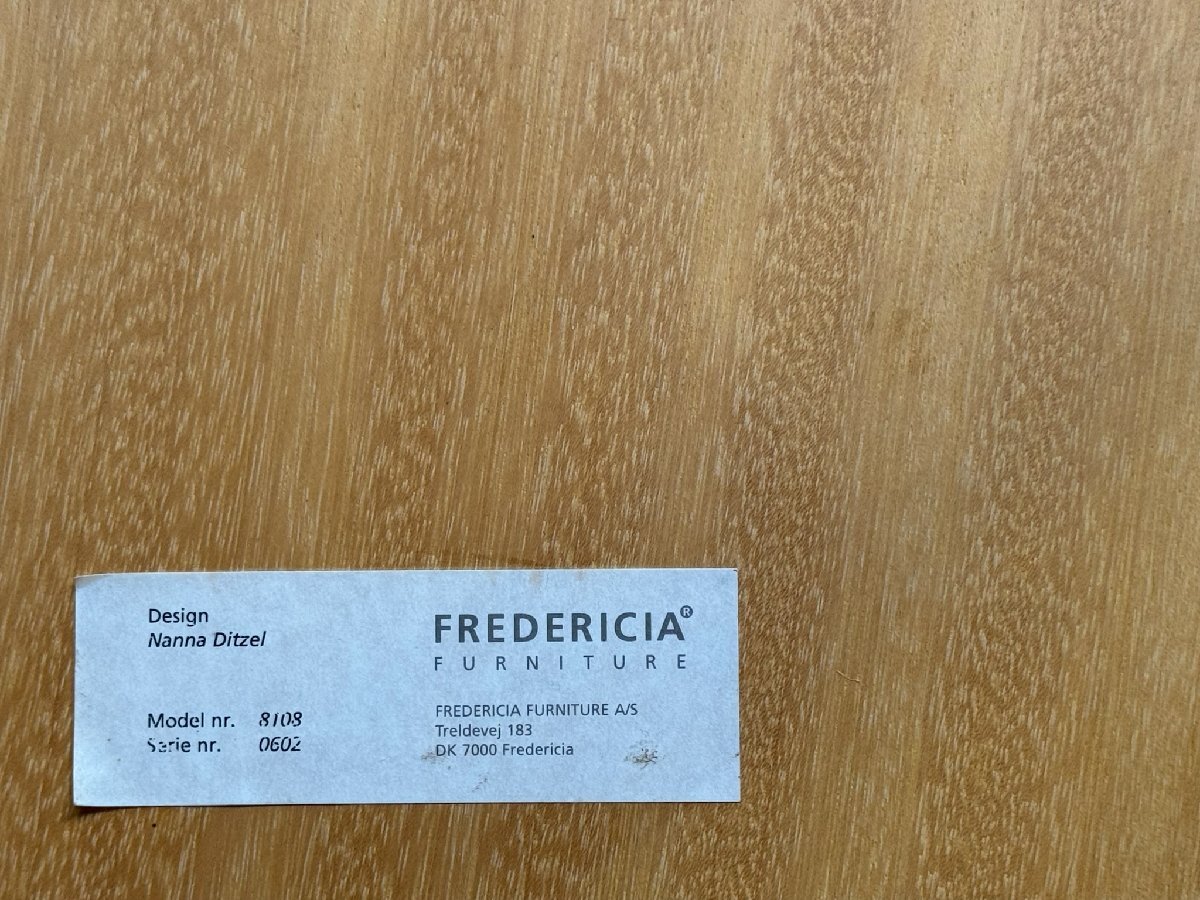 Design
Nanna Ditzel
Model nr. 8108
Serie nr. 0602
FREDERICIA®
FURNITURE
FREDERICIA FURNITURE A/S
Treldevej 183
DK 7000 Fredericia